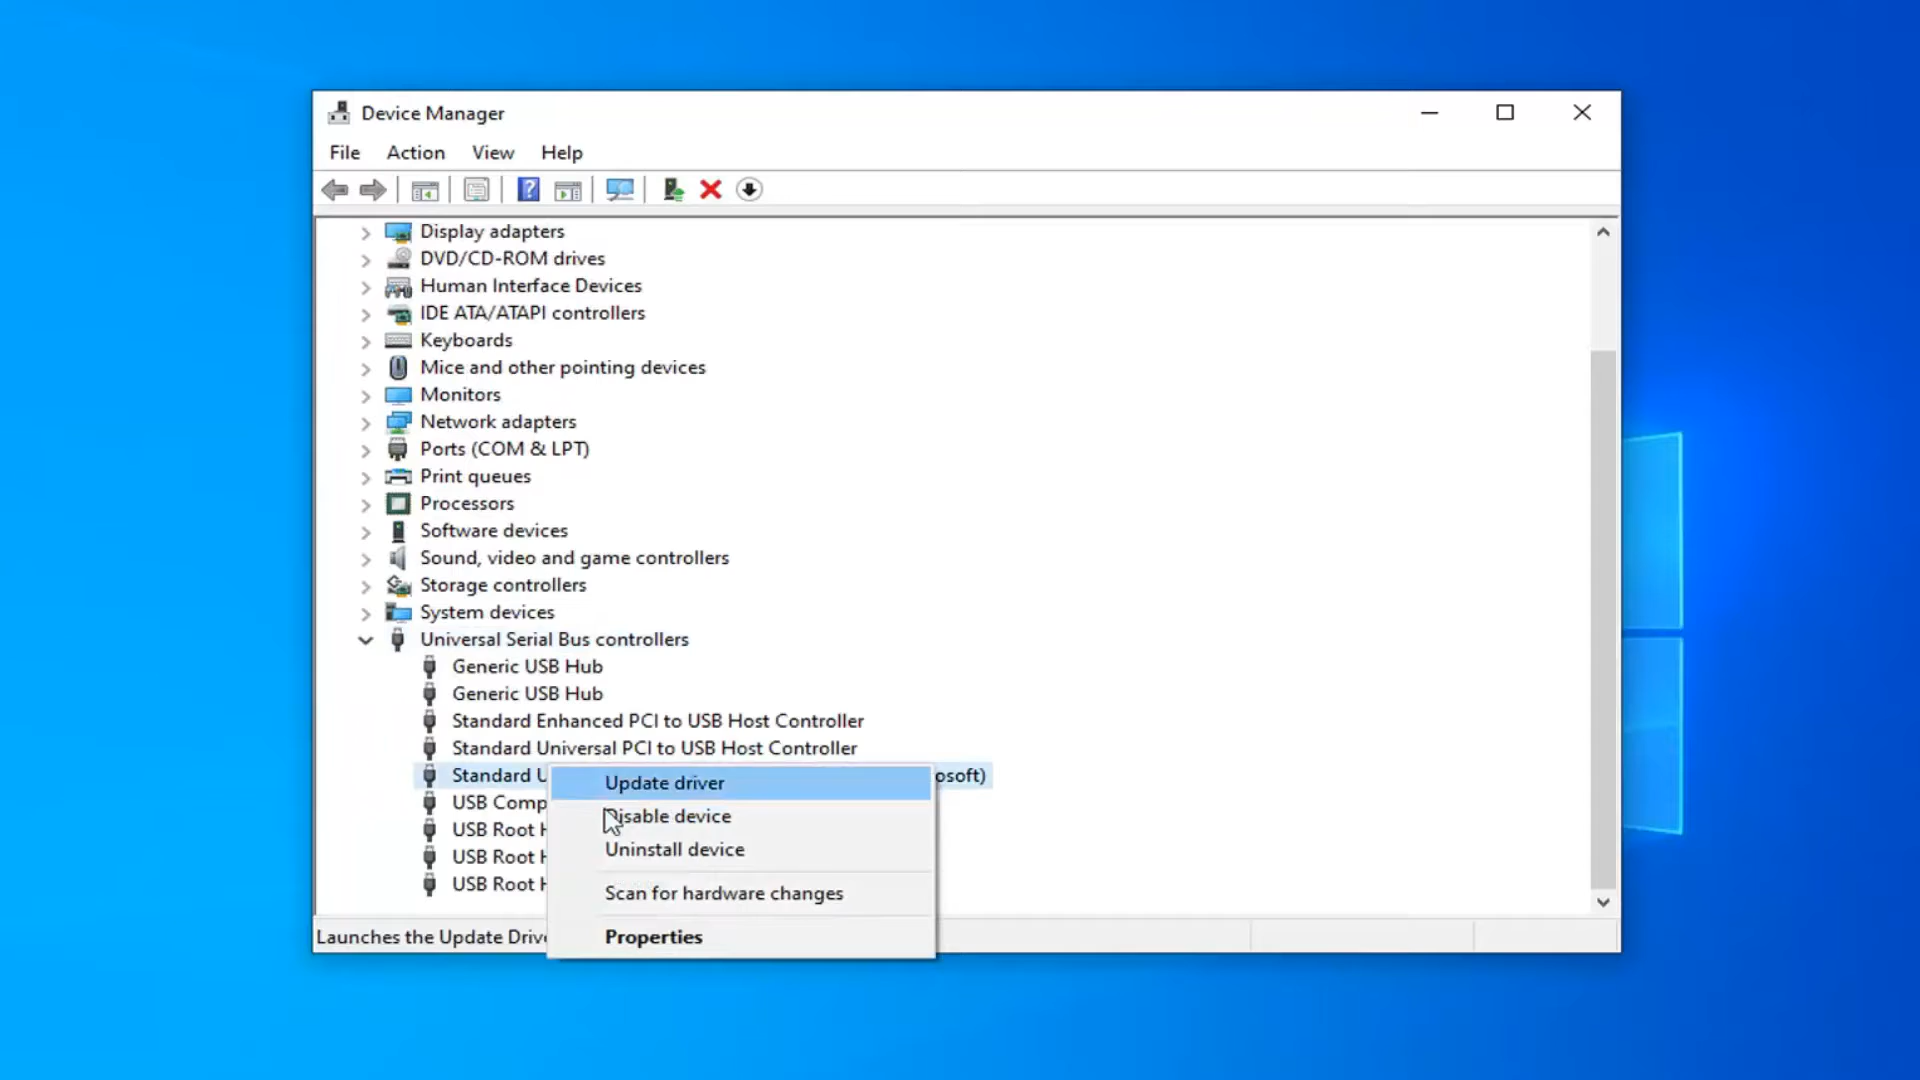 Device Manager
File Action View Help
Display adapters
DVD/CD-ROM drives
Human Interface Devices
IDE ATA/ATAPI controllers
Keyboards
Mice and other pointing devices
Monitors
Network adapters
Ports (COM & LPT)
Print queues
Processors
Software devices
Sound, video and game controllers
Storage controllers
System devices
Universal Serial Bus controllers
Generic USB Hub
Generic USB Hub
Standard Enhanced PCI to USB Host Controller
Standard Universal PCI to USB Host Controller
Standard U osoft)
USB Comp
USB Root H
USB Root H
USB Root H
Update driver
Disable device
Uninstall device
Scan for hardware changes
Properties
Launches the Update Drive